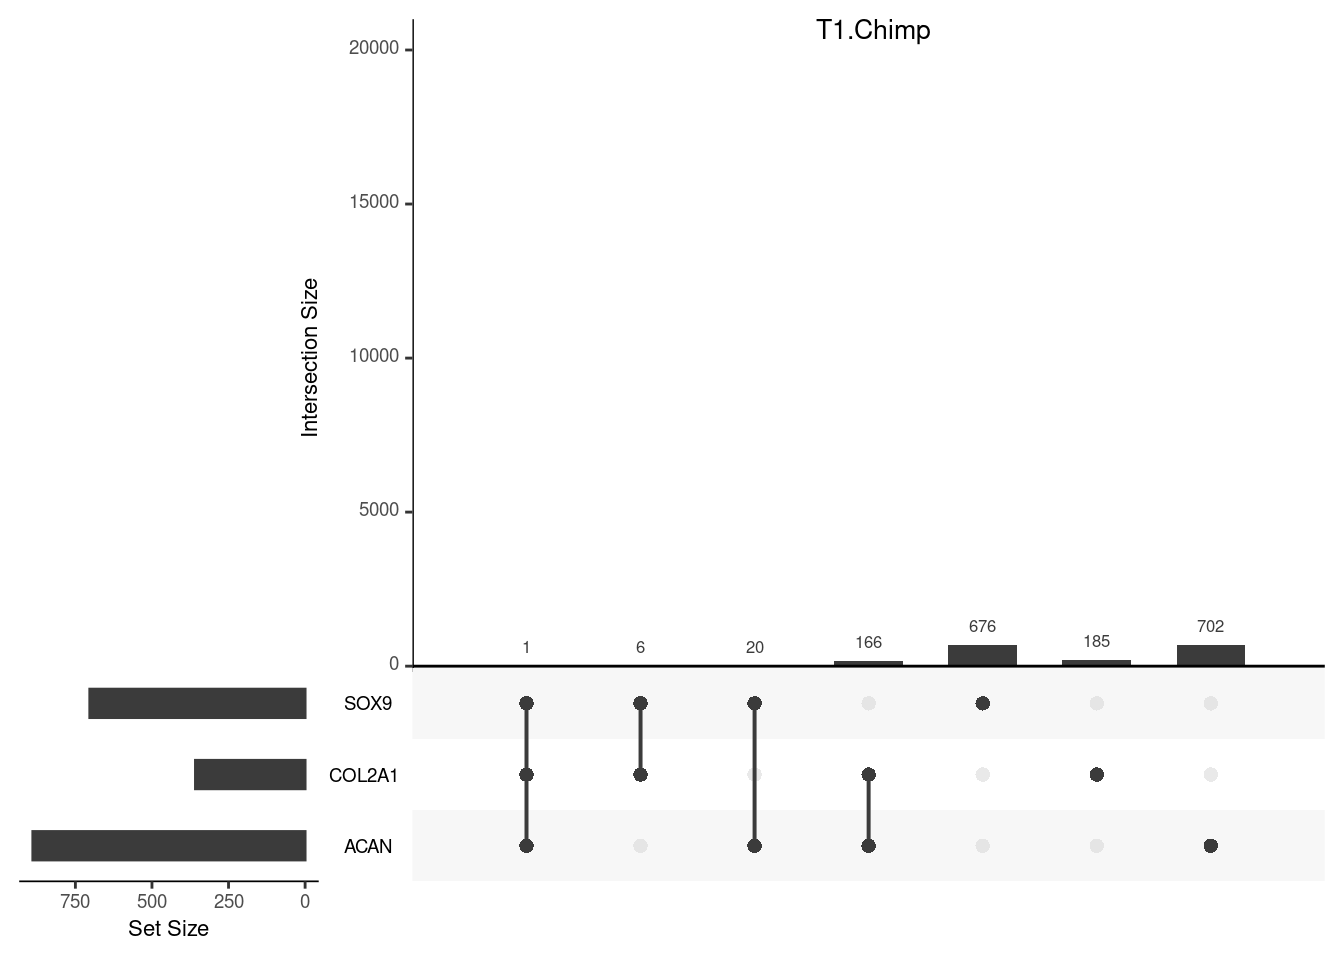 T1.Chimp
20000
15000
10000
5000
0
Intersection Size
1 6 20 166 676 185 702
SOX9
COL2A1
ACAN
750 500 250 0
Set Size